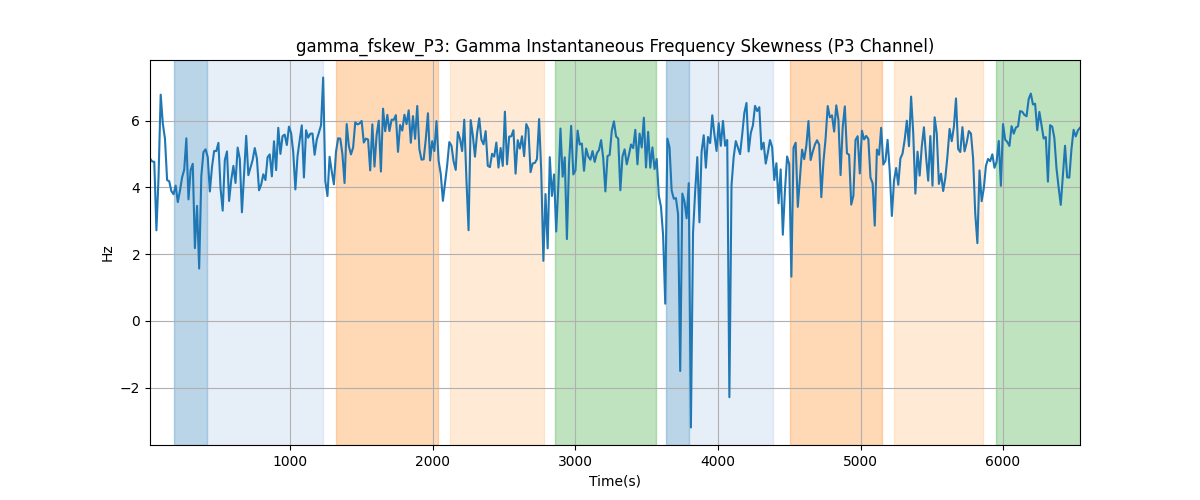 gamma_fskew_P3: Gamma Instantaneous Frequency Skewness (P3 Channel)
Hz
6
4
2
0
−2
1000 2000 3000 4000 5000 6000
Time(s)